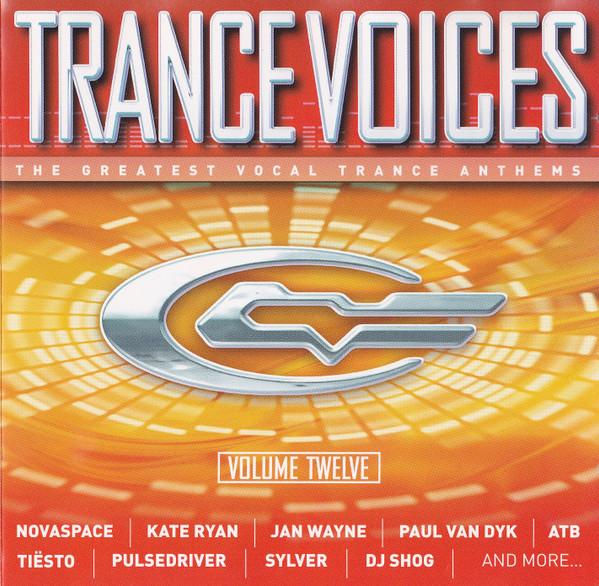 TRANCE VOICES
THE GREATEST VOCAL TRANCE ANTHEMS
VOLUME TWELVE
NOVASPACE | KATE RYAN | JAN WAYNE | PAUL VAN DYK | ATB
TIËSTO | PULSEDRIVER | SYLVER | DJ SHOG | AND MORE...